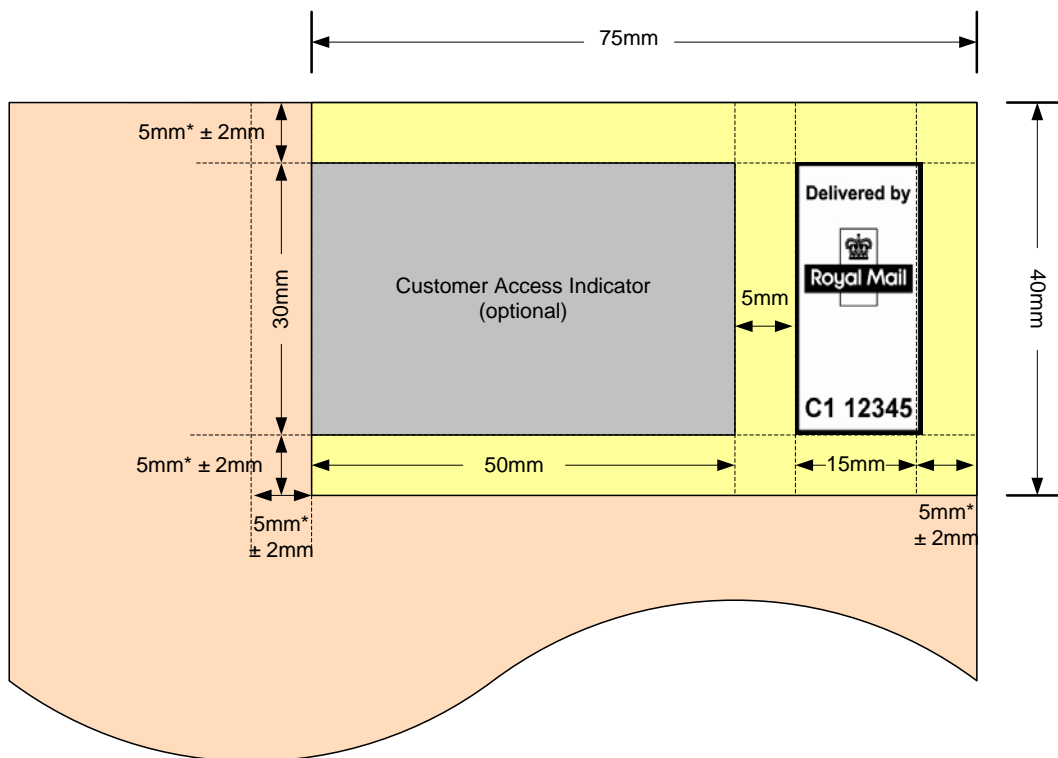 75mm
5mm* ± 2mm
Delivered by
Royal Mail
30mm
Customer Access Indicator
(optional)
5mm
40mm
C1 12345
5mm* ± 2mm
50mm
15mm
5mm*
± 2mm
5mm*
± 2mm